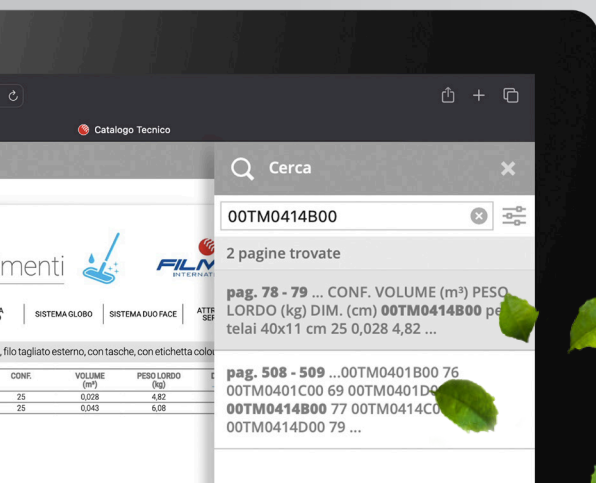 Catalogo Tecnico
Cerca
00TM0414B00
2 pagine trovate
pag. 78 - 79 ... CONF. VOLUME (m³) PESO
LORDO (kg) DIM. (cm) 00TM0414B00
telai 40x11 cm 25 0,028 4,82 ...
pag. 508 - 509 ...00TM0401B00 76
00TM0401C00 69
00TM0414B00 77
00TM0414D00 79 ...
INTERNAT
SISTEMA GLOBO
SISTEMA DUO FACE
, filo tagliato esterno, con tasche, con etichetta
CONF. VOLUME (m³) PESO LORDO (kg)
25 0,028 4,82
25 0,043 6,08